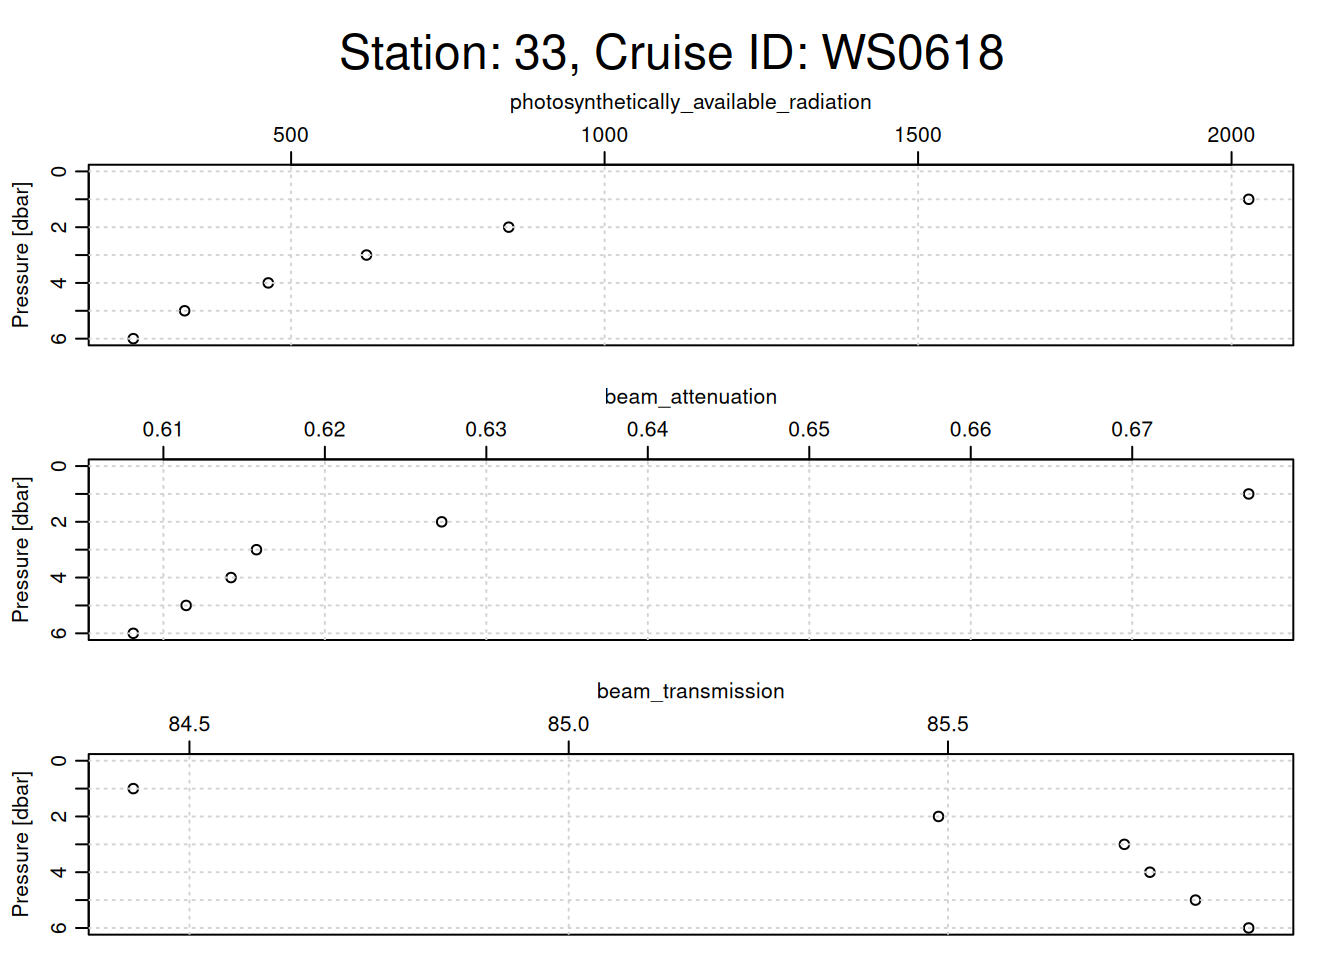 Station: 33, Cruise ID: WS0618
photosynthetically_available_radiation
500 1000 1500 2000
Pressure [dbar]
0
2
4
6
beam_attenuation
0.61 0.62 0.63 0.64 0.65 0.66 0.67
Pressure [dbar]
0
2
4
6
beam_transmission
84.5 85.0 85.5
Pressure [dbar]
0
2
4
6